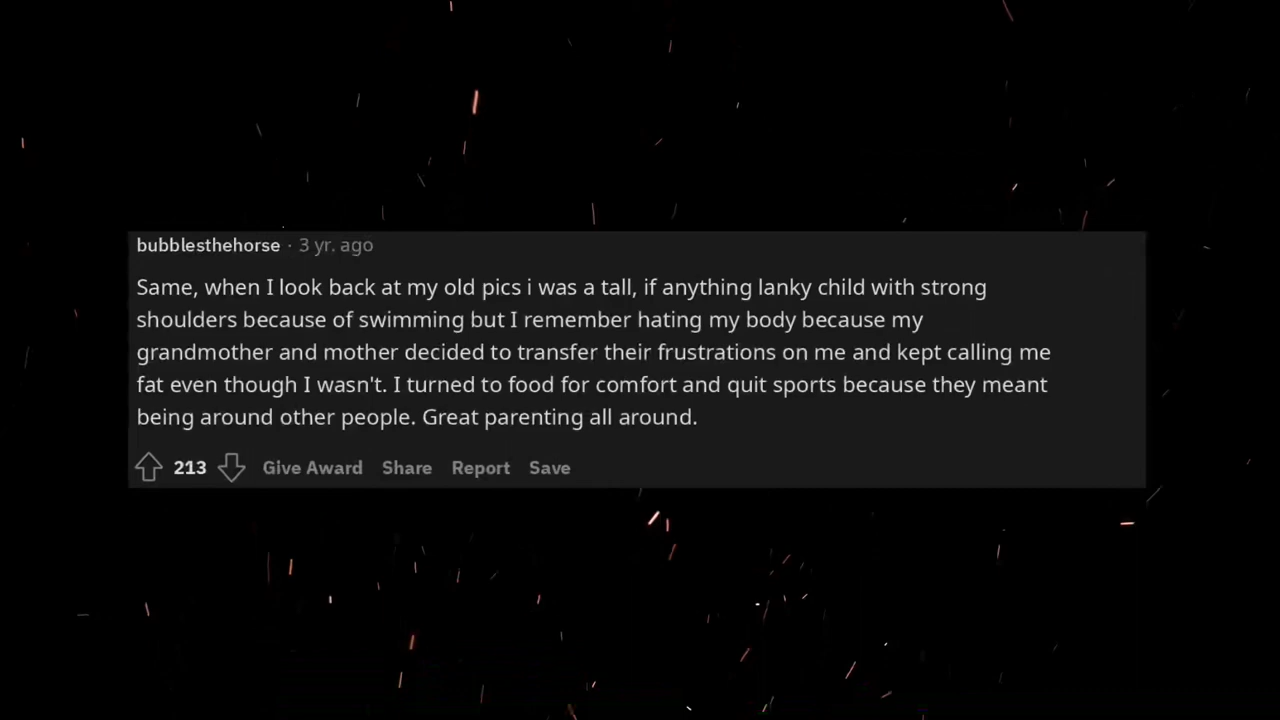 bubblesthehorse · 3 yr. ago
Same, when I look back at my old pics i was a tall, if anything lanky child with strong
shoulders because of swimming but I remember hating my body because my
grandmother and mother decided to transfer their frustrations on me and kept calling me
fat even though I wasn't. I turned to food for comfort and quit sports because they meant
being around other people. Great parenting all around.
213 Give Award Share Report Save